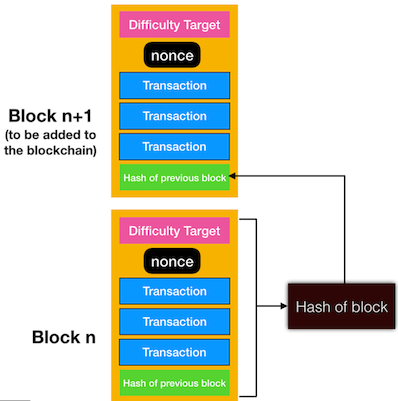 Difficulty Target
nonce
Transaction
Transaction
Transaction
Hash of previous block
Block n+1
(to be added to
the blockchain)
Difficulty Target
nonce
Transaction
Transaction
Transaction
Hash of previous block
Block n
Hash of block